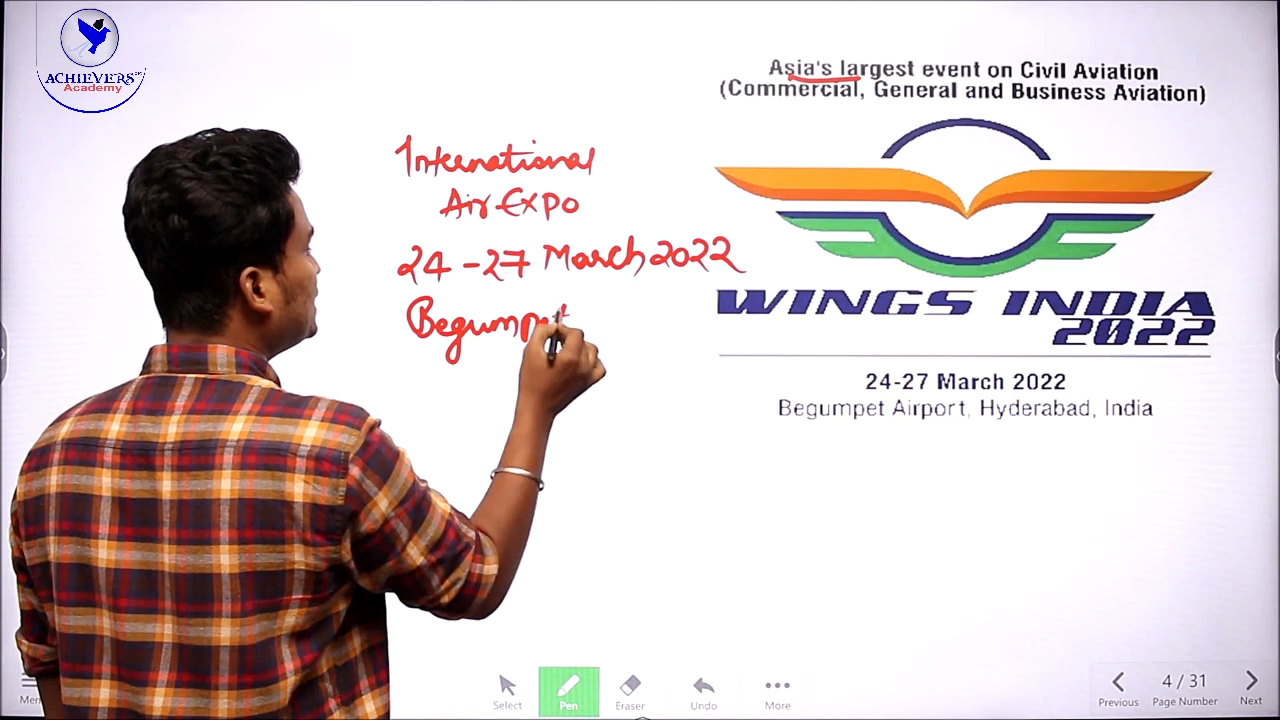 ACHIEVERS
Academy
Asia's largest event on Civil Aviation
(Commercial, General and Business Aviation)
International
Air Expo
24-27 March 2022
Begumpet
WINGS INDIA
2022
24-27 March 2022
Begumpet Airport, Hyderabad, India
Men
Select
Pen
Eraser
Undo
More
Previous
4 / 31
Page Number
Next